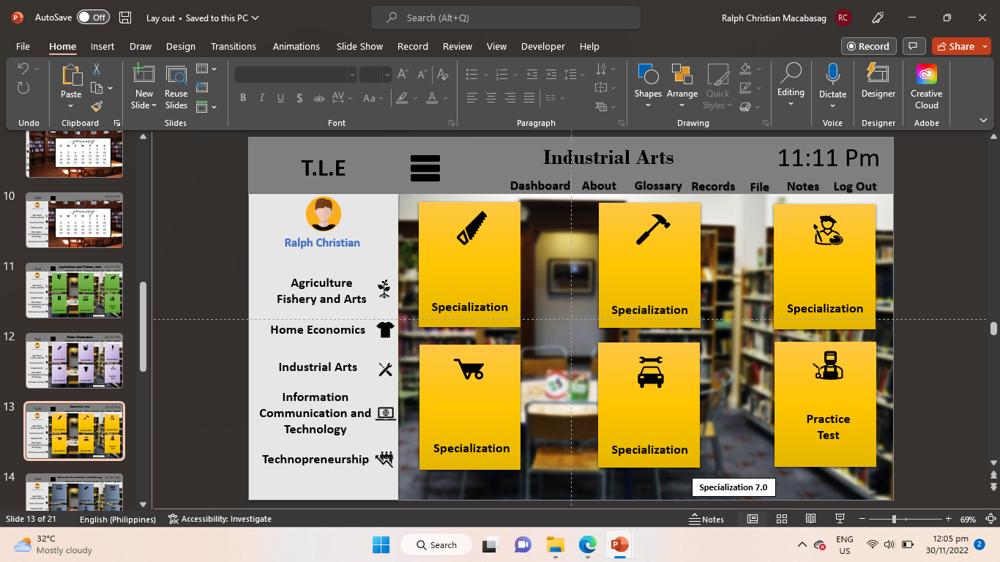 AutoSave Off Lay out • Saved to this PC Search (Alt+Q) Ralph Christian Macabasag RC
File Home Insert Draw Design Transitions Animations Slide Show Record Review View Developer Help Record Share
Paste New Slide Reuse Slides B I U S ab AV Aa A Shapes Arrange Quick Styles Editing Dictate Designer Creative Cloud
Undo Clipboard Slides Font Paragraph Drawing Voice Designer Adobe
10
11
12
13
14
T.L.E
Industrial Arts
11:11 Pm
Dashboard About Glossary Records File Notes Log Out
Ralph Christian
Agriculture
Fishery and Arts
Home Economics
Industrial Arts
Information
Communication and
Technology
Technopreneurship
Specialization
Specialization
Specialization
Specialization
Specialization
Practice
Test
Specialization 7.0
Slide 13 of 21 English (Philippines) Accessibility: Investigate Notes 69%
32°C
Mostly cloudy
Search
ENG
US
12:05 pm
30/11/2022
2